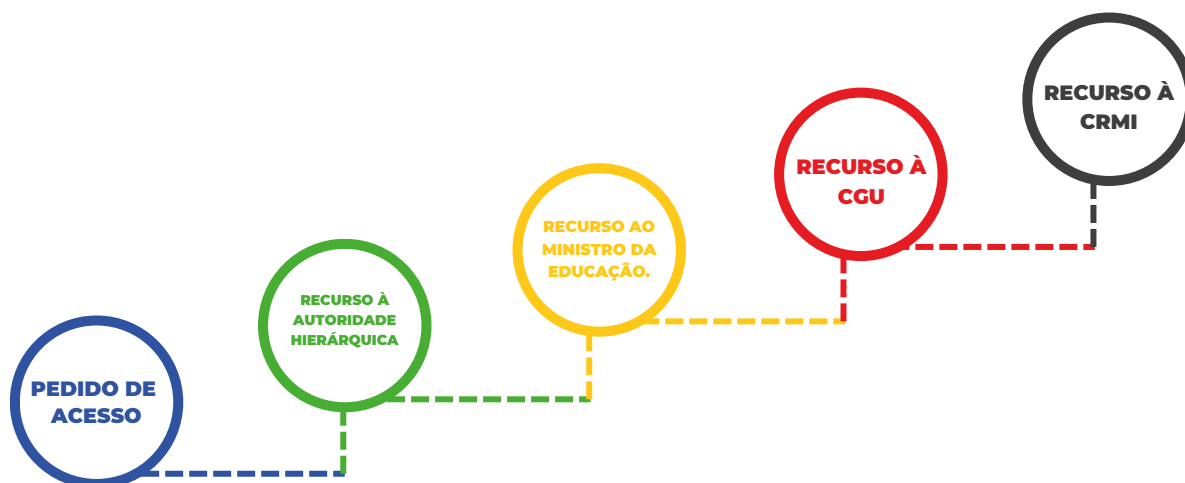 PEDIDO DE
ACESSO
RECURSO À
AUTORIDADE
HIERÁRQUICA
RECURSO AO
MINISTRO DA
EDUCAÇÃO.
RECURSO À
CGU
RECURSO À
CRMI